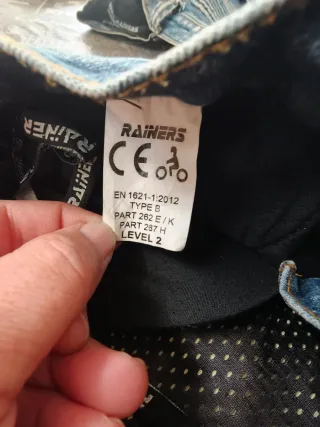 RAINERS
CE
EN 1621-1:2012
TYPE B
PART 262 E / K
PART 287 H
LEVEL 2
RAINER